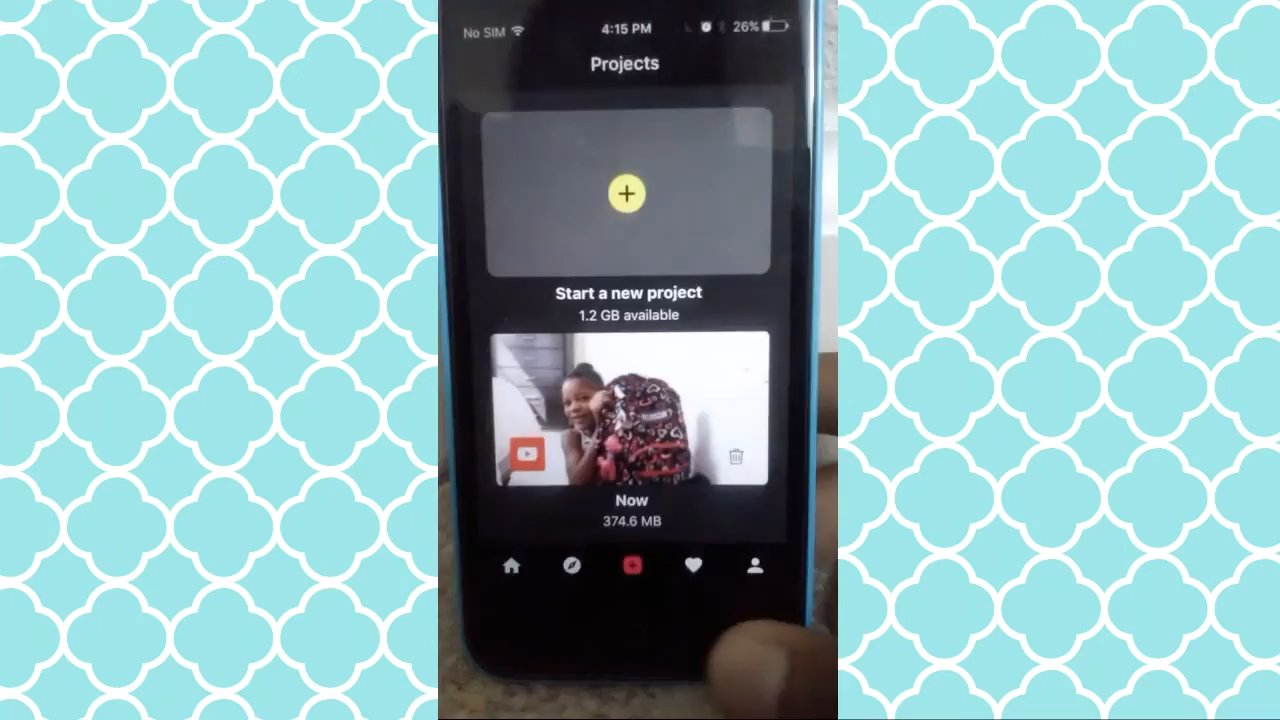 No SIM 4:15 PM 26%
Projects
Start a new project
1.2 GB available
Now
374.6 MB